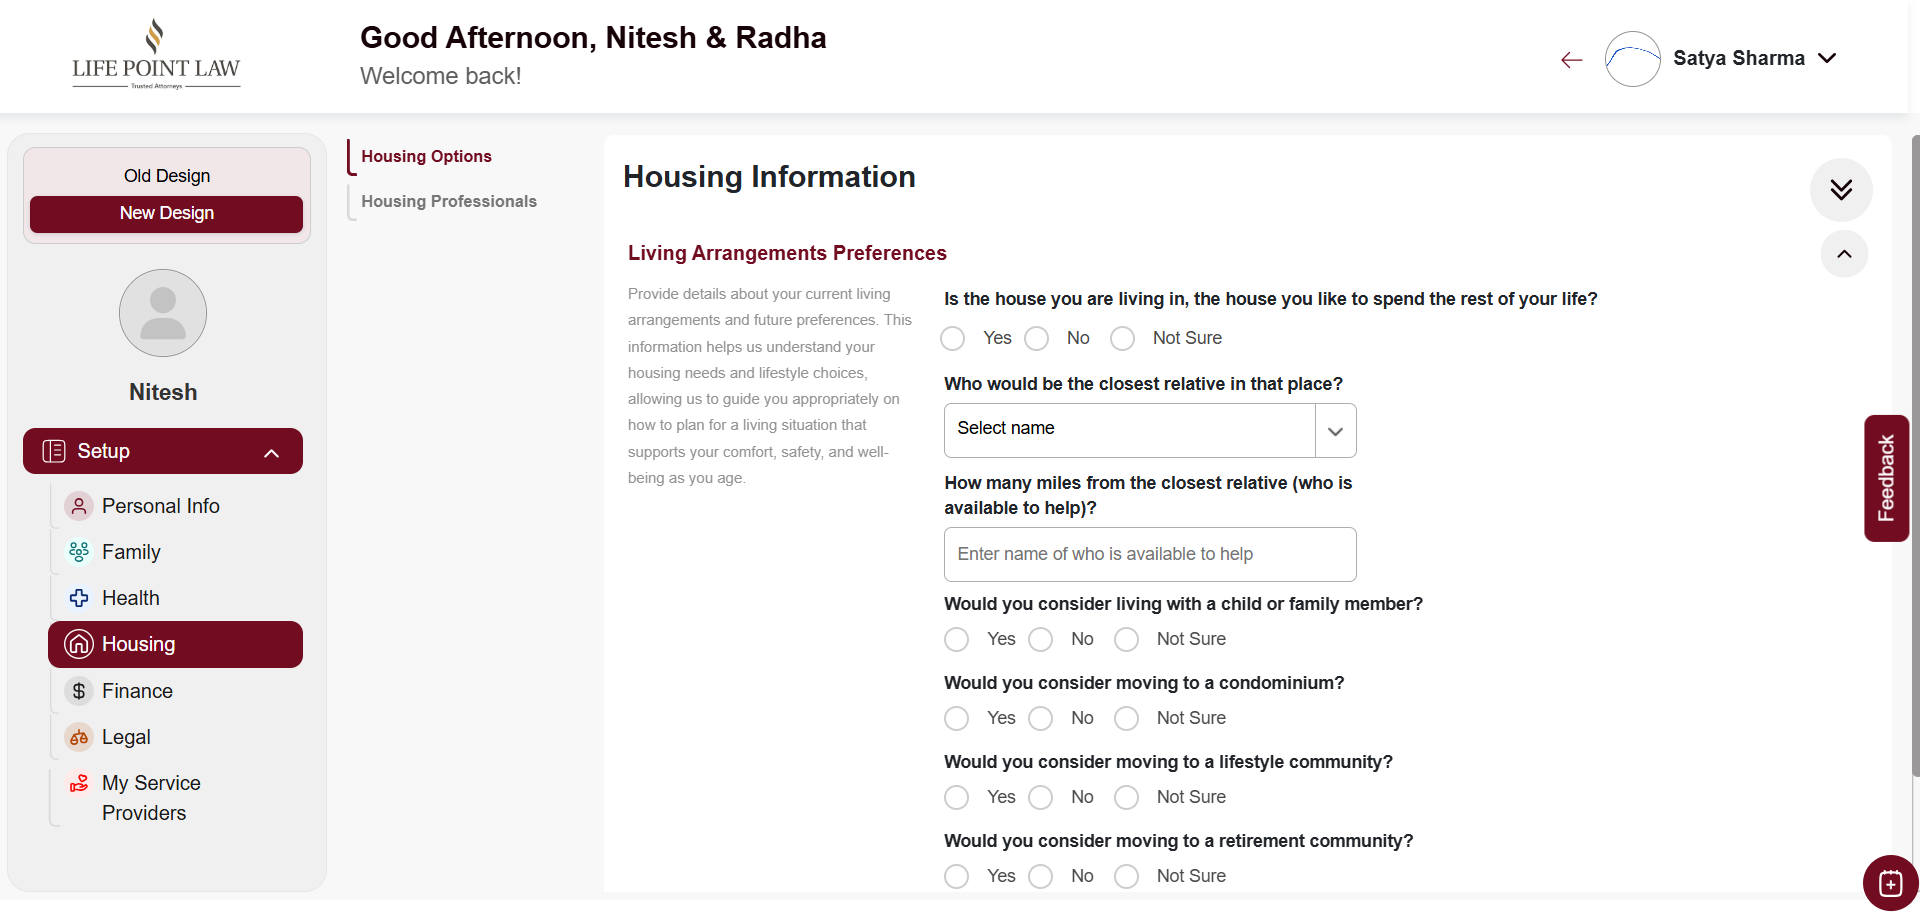 LIFE POINT LAW
Trusted Attorneys
Good Afternoon, Nitesh & Radha
Welcome back!
Satya Sharma
Old Design
New Design
Nitesh
Setup
Personal Info
Family
Health
Housing
Finance
Legal
My Service
Providers
Housing Options
Housing Professionals
Housing Information
Living Arrangements Preferences
Provide details about your current living
arrangements and future preferences. This
information helps us understand your
housing needs and lifestyle choices,
allowing us to guide you appropriately on
how to plan for a living situation that
supports your comfort, safety, and well-
being as you age.
Is the house you are living in, the house you like to spend the rest of your life?
Yes No Not Sure
Who would be the closest relative in that place?
Select name
How many miles from the closest relative (who is
available to help)?
Enter name of who is available to help
Would you consider living with a child or family member?
Yes No Not Sure
Would you consider moving to a condominium?
Yes No Not Sure
Would you consider moving to a lifestyle community?
Yes No Not Sure
Would you consider moving to a retirement community?
Yes No Not Sure
Feedback